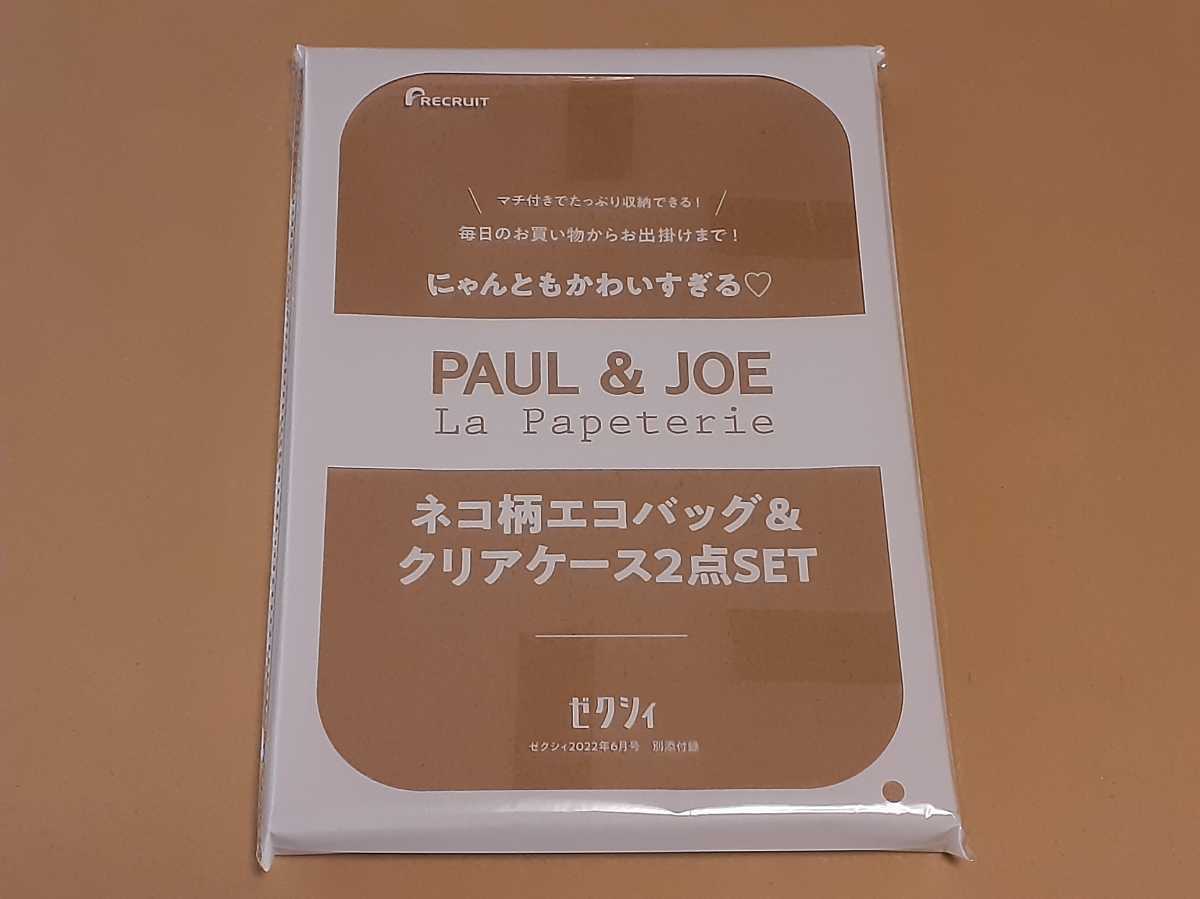 RECRUIT
マチ付きでたっぷり収納できる!
毎日のお買い物からお出掛けまで!
にゃんともかわいすぎる♡
PAUL & JOE
La Papeterie
ネコ柄エコバッグ&
クリアケース2点SET
ゼクシィ
ゼクシィ2022年6月号 別添付録